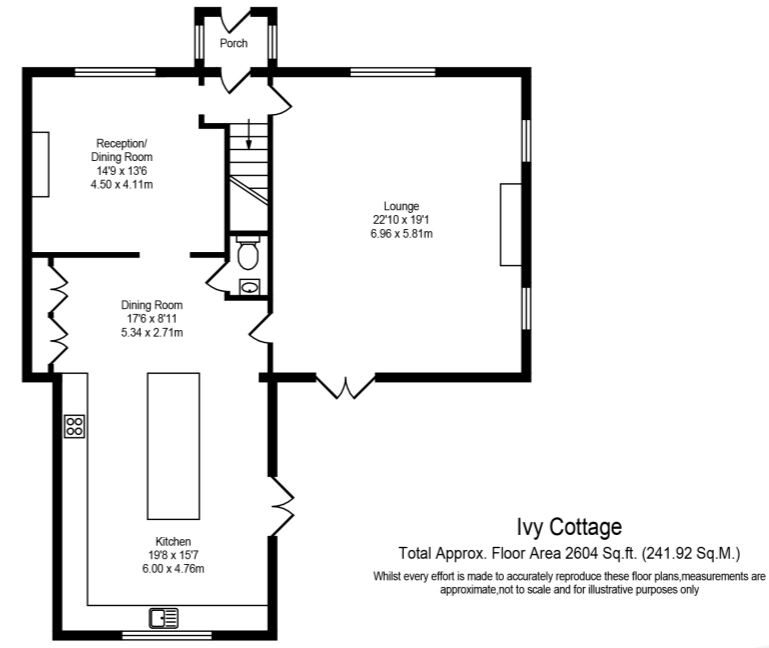 Porch
Reception/
Dining Room
14'9 x 13'6
4.50 x 4.11m
Lounge
22'10 x 19'1
6.96 x 5.81m
Dining Room
17'6 x 8'11
5.34 x 2.71m
Kitchen
19'8 x 15'7
6.00 x 4.76m
Ivy Cottage
Total Approx. Floor Area 2604 Sq.ft. (241.92 Sq.M.)
Whilst every effort is made to accurately reproduce these floor plans,measurements are
approximate,not to scale and for illustrative purposes only